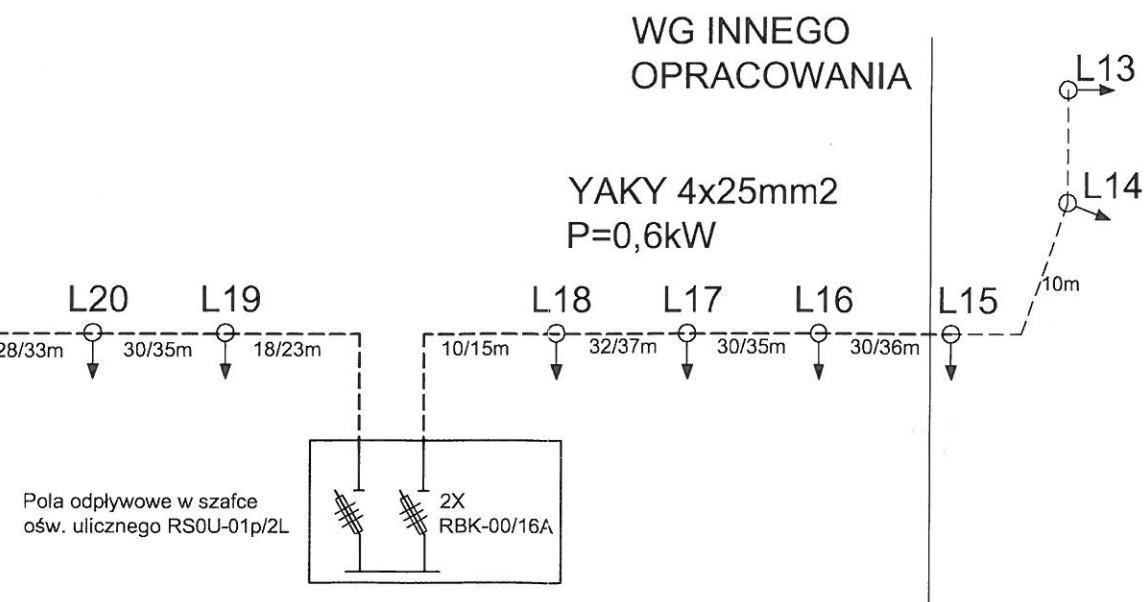 WG INNEGO
OPRACOWANIA
L13
L14
YAKY 4x25mm2
P=0,6kW
10m
L20
L19
L18
L17
L16
L15
28/33m
30/35m
18/23m
10/15m
32/37m
30/35m
30/36m
Pola odpływowe w szafce
ośw. ulicznego RS0U-01p/2L
2X
RBK-00/16A